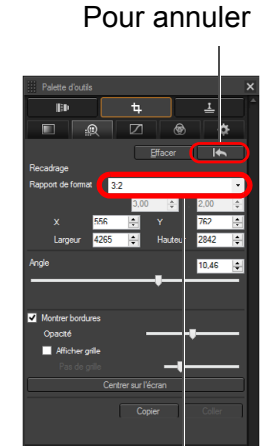 Pour annuler
Palette d'outils
Effacer
Recadrage
Rapport de format 3:2
3,00 2,00
X 556 Y 762
Largeur 4265 Hauteu 2842
Angle
10,46
Montrer bordures
Opacité
Afficher grille
Pas de grille
Centrer sur l'écran
Copier Coller